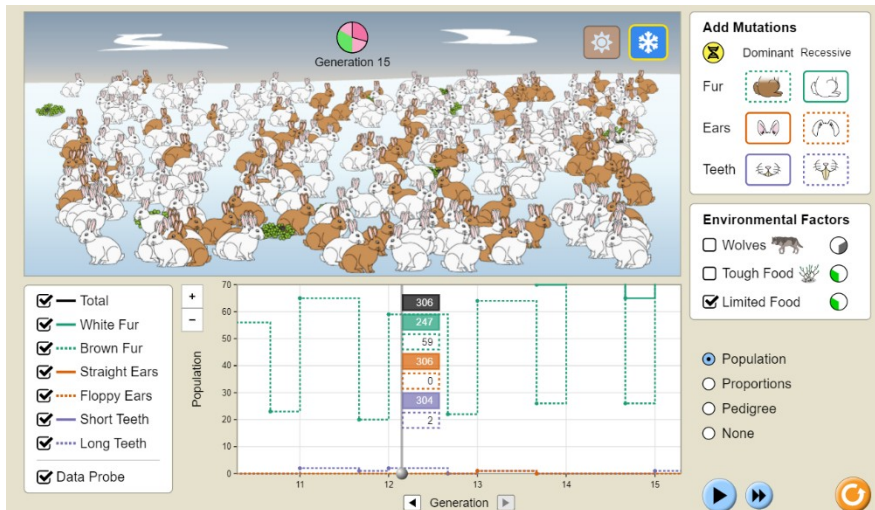 Generation 15
Add Mutations
Dominant Recessive
Fur
Ears
Teeth
Environmental Factors
Wolves
Tough Food
Limited Food
Total
White Fur
Brown Fur
Straight Ears
Floppy Ears
Short Teeth
Long Teeth
Data Probe
+
−
Population
70
60
50
40
30
20
10
0
306
247
59
306
0
304
2
11 12 13 14 15
Generation
Population
Proportions
Pedigree
None